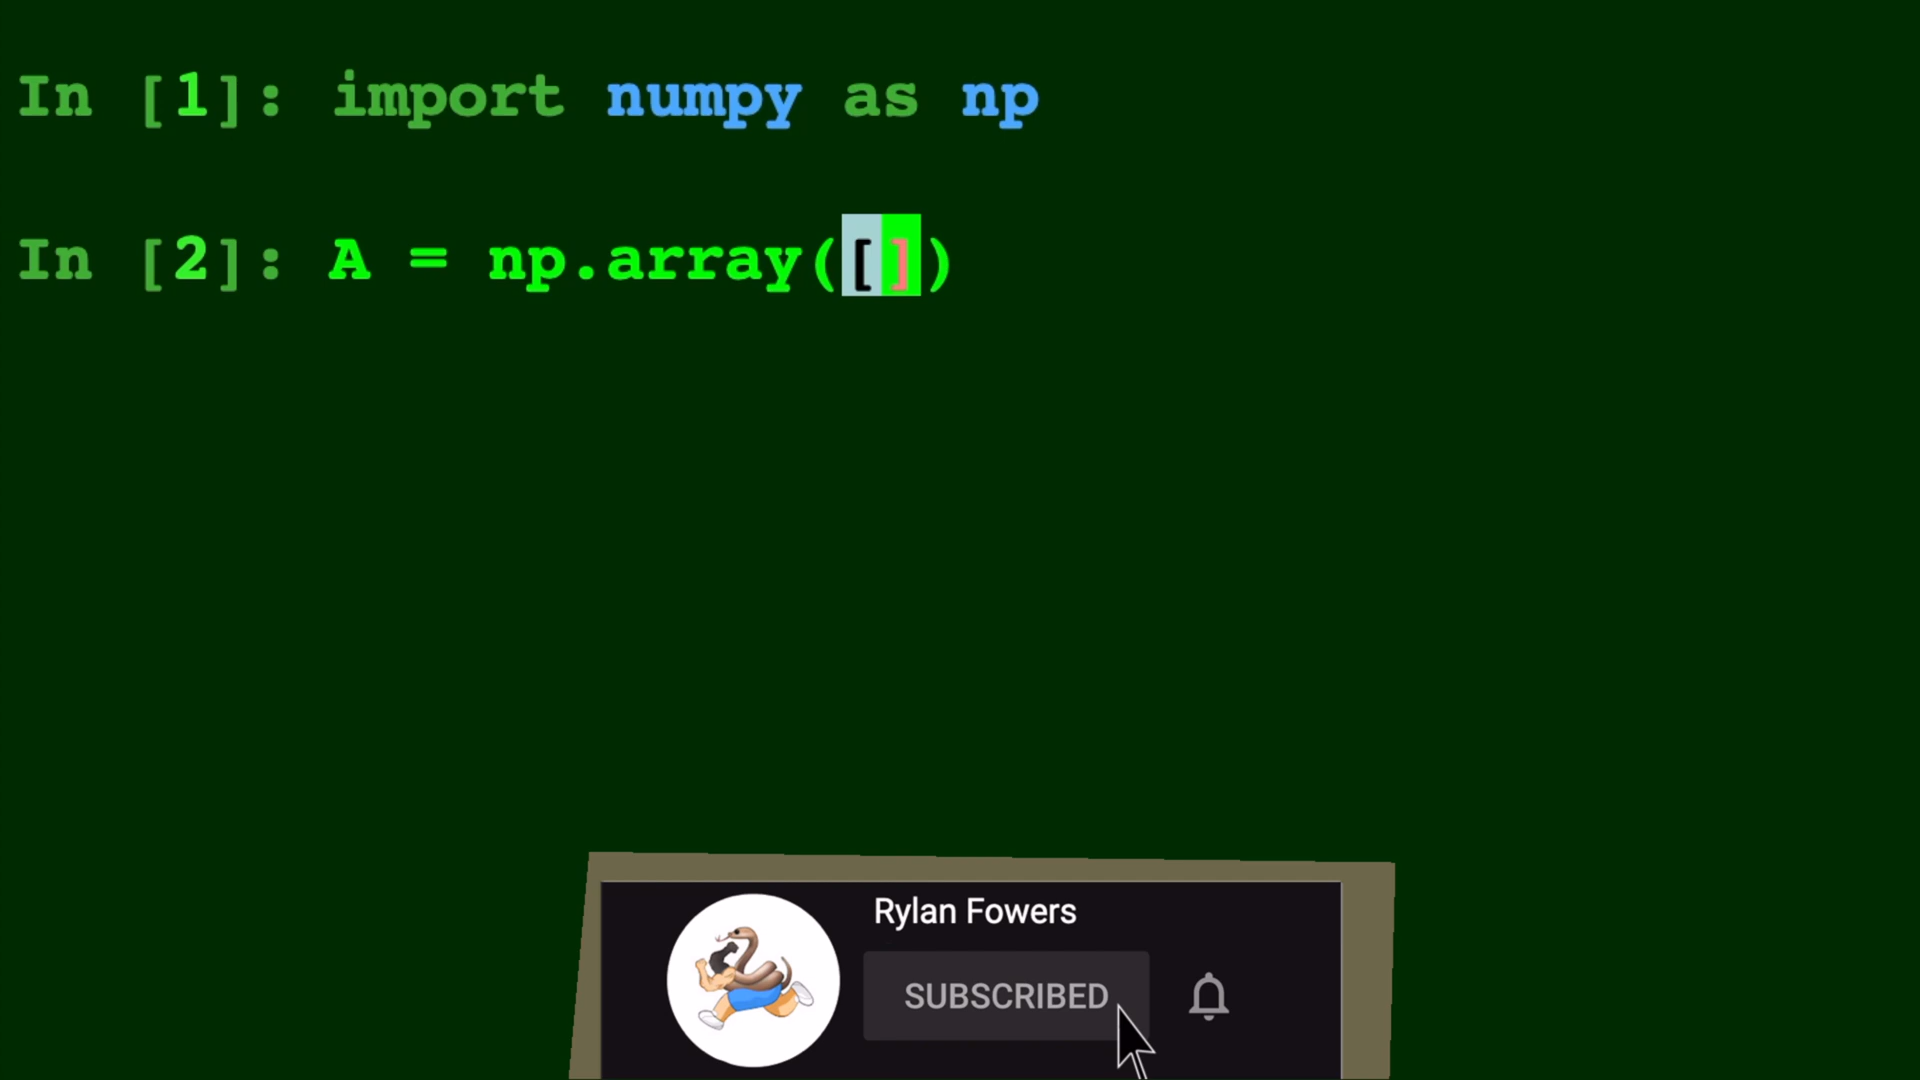 In [1]: import numpy as np
In [2]: A = np.array([])
Rylan Fowers
SUBSCRIBED